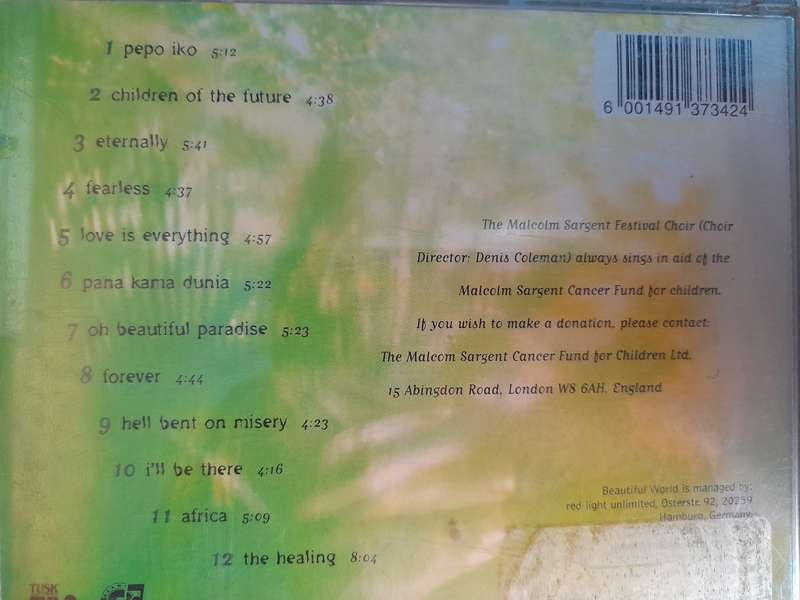 1 pepo iko 5:12
2 children of the future 4:38
3 eternally 5:41
4 fearless 4:37
5 love is everything 4:57
6 pana kama dunia 5:22
7 oh beautiful paradise 5:23
8 forever 4:44
9 hell bent on misery 4:23
10 i'll be there 4:16
11 africa 5:09
12 the healing 8:04
6 001491 373424
The Malcolm Sargent Festival Choir (Choir
Director: Denis Coleman) always sings in aid of the
Malcolm Sargent Cancer Fund for children.
If you wish to make a donation, please contact:
The Malcom Sargent Cancer Fund for Children Ltd.
15 Abingdon Road, London W8 6AH, England
Beautiful World is managed by:
red light unlimited, Osterstr. 92, 20259
Hamburg, Germany
TUSK